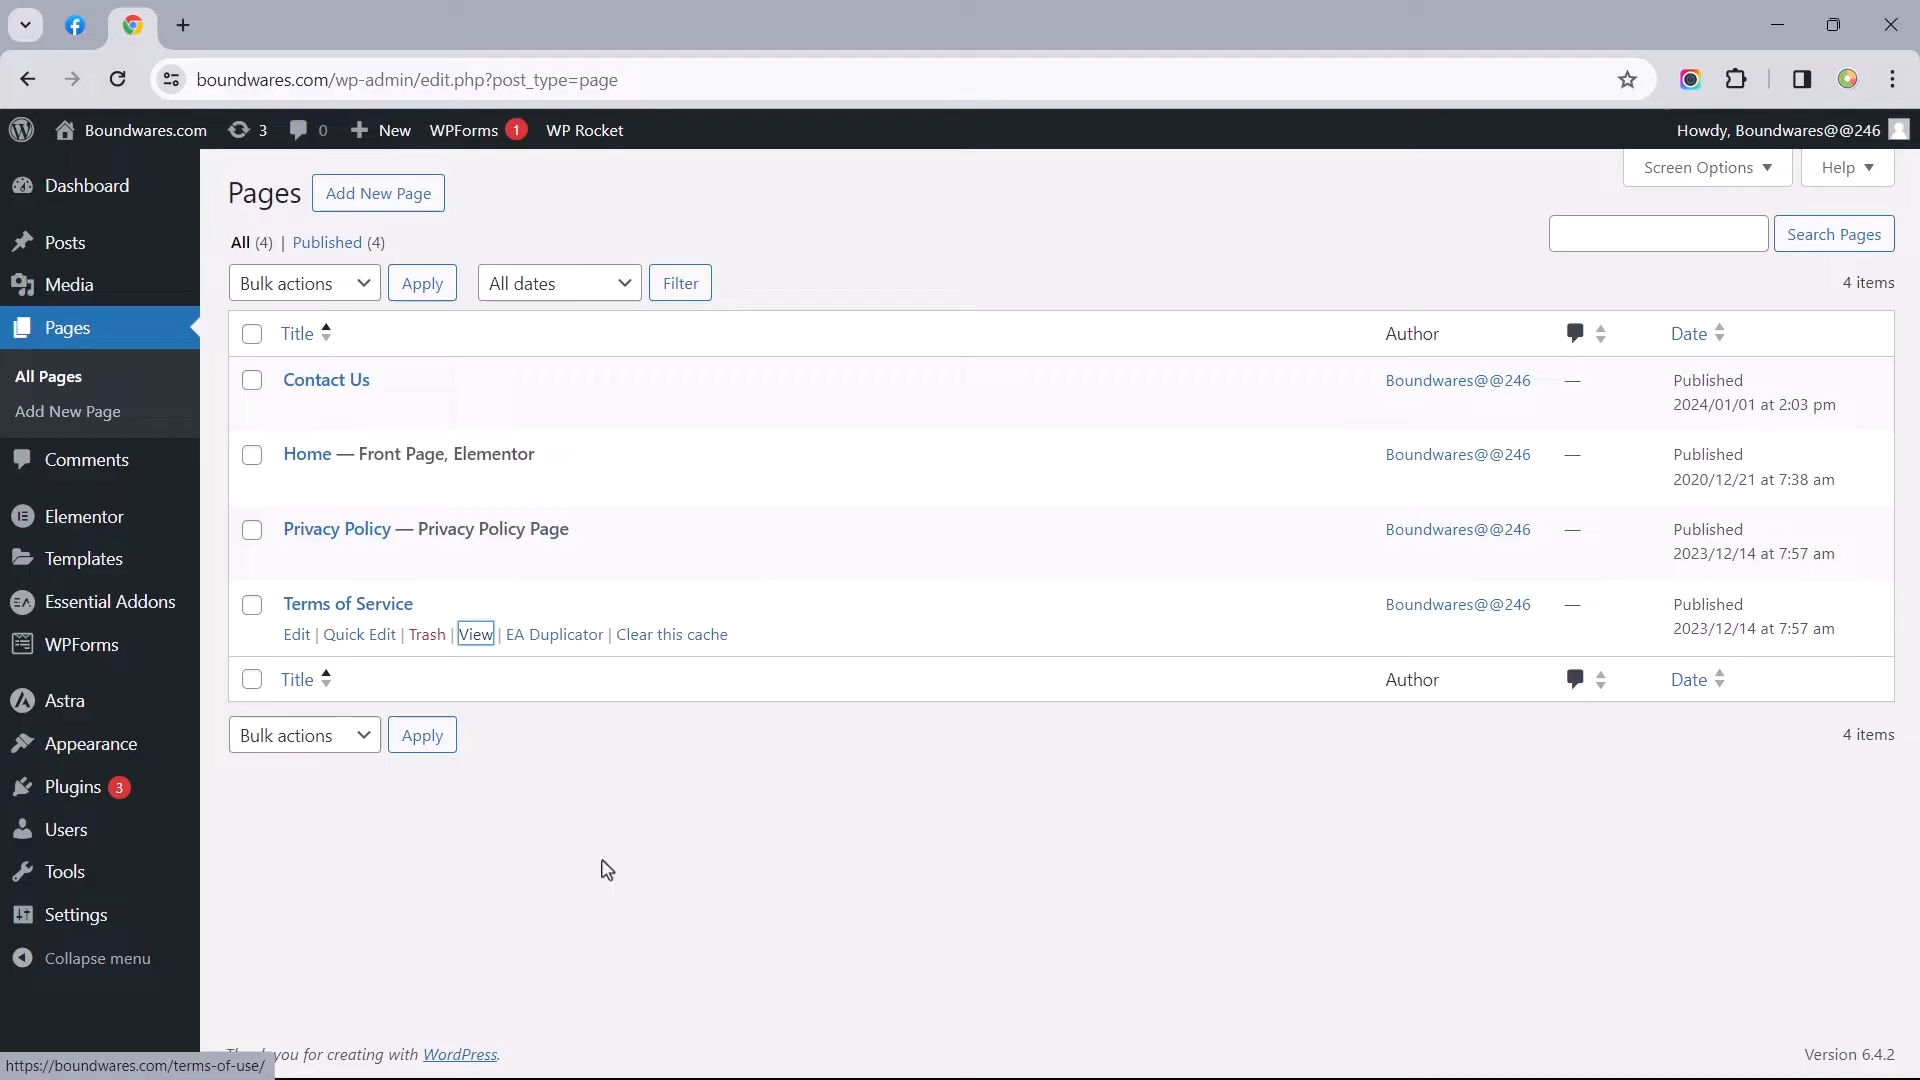 boundwares.com/wp-admin/edit.php?post_type=page
Boundwares.com 3 0 New WPForms 1 WP Rocket Howdy, Boundwares@@246
Dashboard
Posts
Media
Pages
All Pages
Add New Page
Comments
Elementor
Templates
Essential Addons
WPForms
Astra
Appearance
Plugins 3
Users
Tools
Settings
Collapse menu
Screen Options Help
Pages Add New Page
All (4) | Published (4)
Search Pages
Bulk actions Apply All dates Filter 4 items
Title Author Date
Contact Us Boundwares@@246 — Published
2024/01/01 at 2:03 pm
Home — Front Page, Elementor Boundwares@@246 — Published
2020/12/21 at 7:38 am
Privacy Policy — Privacy Policy Page Boundwares@@246 — Published
2023/12/14 at 7:57 am
Terms of Service Boundwares@@246 — Published
2023/12/14 at 7:57 am
Edit | Quick Edit | Trash | View | EA Duplicator | Clear this cache
Title Author Date
Bulk actions Apply 4 items
you for creating with WordPress. Version 6.4.2
https://boundwares.com/terms-of-use/